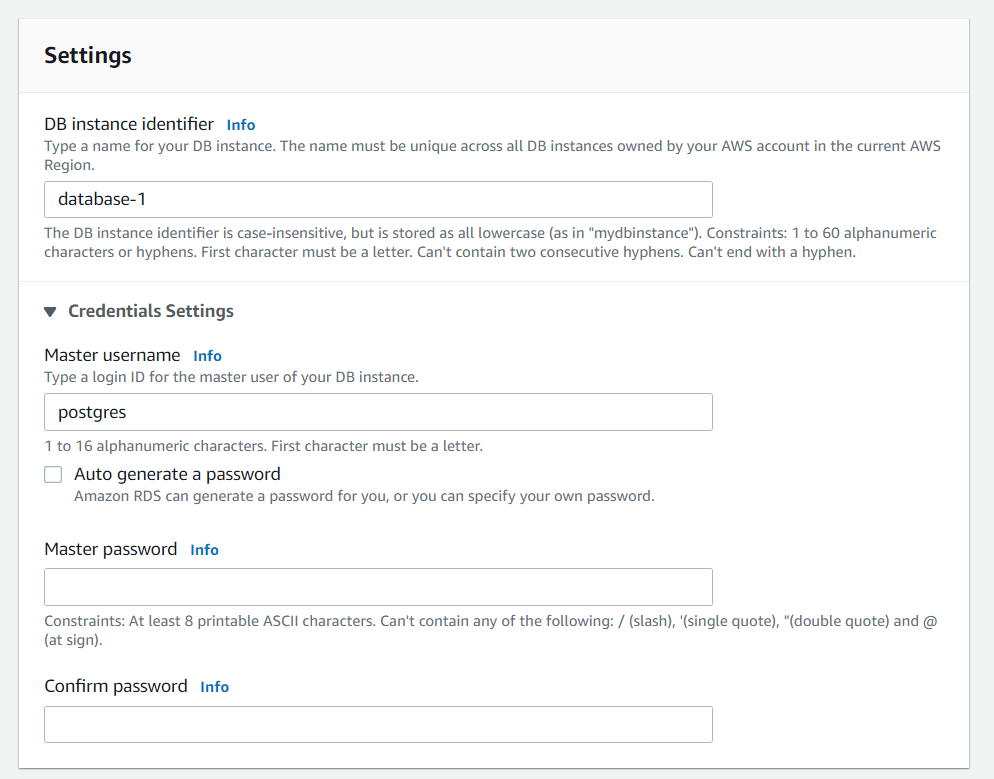 Settings
DB instance identifier Info
Type a name for your DB instance. The name must be unique across all DB instances owned by your AWS account in the current AWS
Region.
database-1
The DB instance identifier is case-insensitive, but is stored as all lowercase (as in "mydbinstance"). Constraints: 1 to 60 alphanumeric
characters or hyphens. First character must be a letter. Can't contain two consecutive hyphens. Can't end with a hyphen.
Credentials Settings
Master username Info
Type a login ID for the master user of your DB instance.
postgres
1 to 16 alphanumeric characters. First character must be a letter.
Auto generate a password
Amazon RDS can generate a password for you, or you can specify your own password.
Master password Info
Constraints: At least 8 printable ASCII characters. Can't contain any of the following: / (slash), '(single quote), "(double quote) and @
(at sign).
Confirm password Info